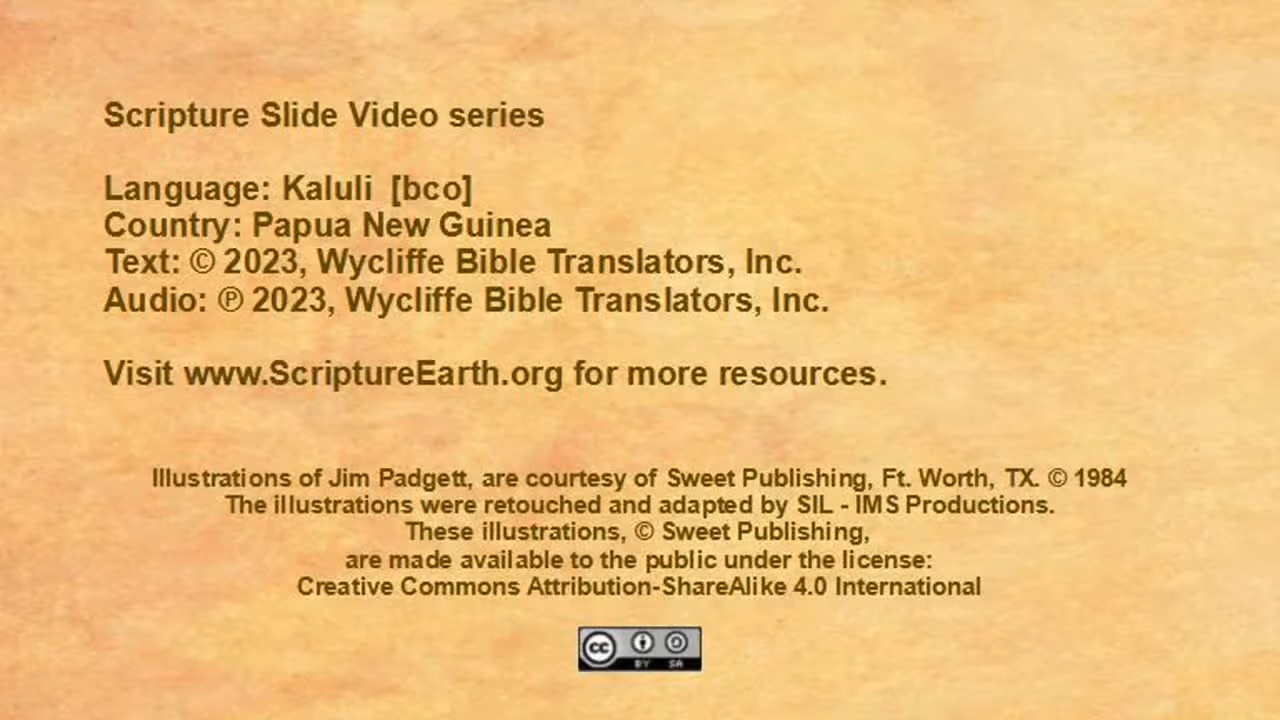 Scripture Slide Video series
Language: Kaluli [bco]
Country: Papua New Guinea
Text: © 2023, Wycliffe Bible Translators, Inc.
Audio: ℗ 2023, Wycliffe Bible Translators, Inc.
Visit www.ScriptureEarth.org for more resources.
Illustrations of Jim Padgett, are courtesy of Sweet Publishing, Ft. Worth, TX. © 1984
The illustrations were retouched and adapted by SIL - IMS Productions.
These illustrations, © Sweet Publishing,
are made available to the public under the license:
Creative Commons Attribution-ShareAlike 4.0 International
cc
BY SA